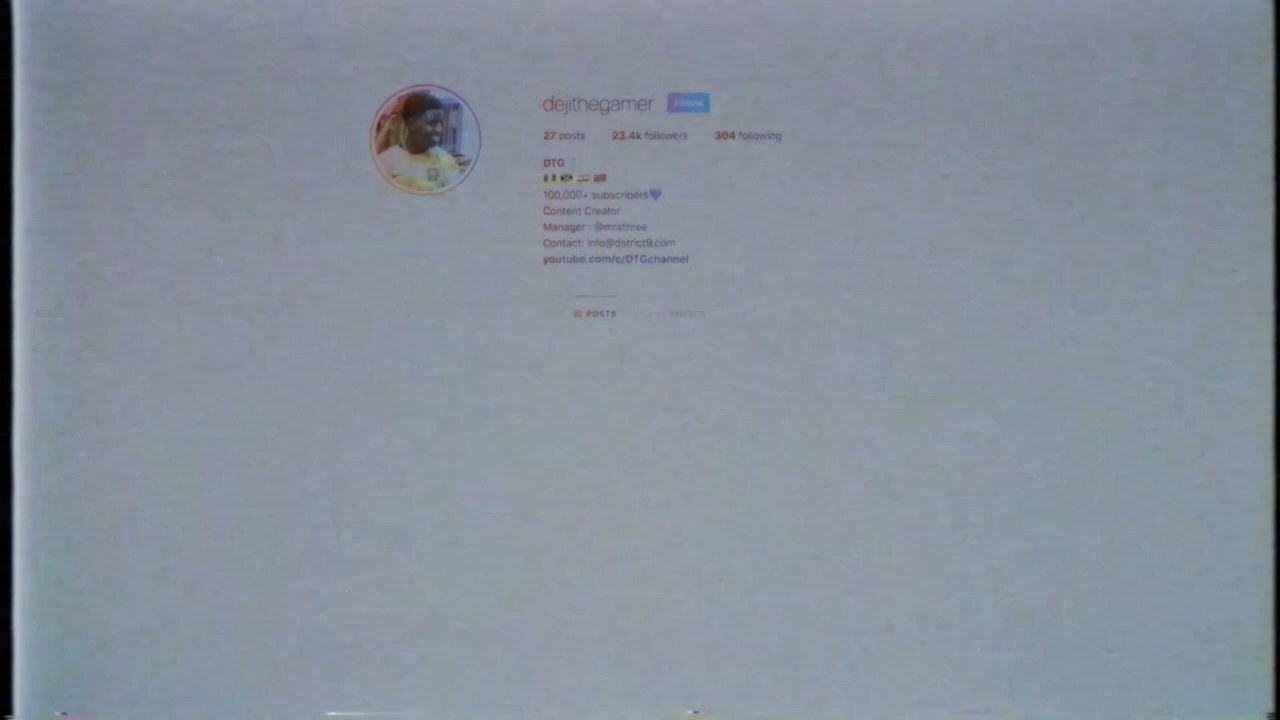 dejithegamer Follow
27 posts 23.4k followers 304 following
DTG
100,000+ subscribers
Content Creator
Manager : @mrathree
Contact: info@dstrict9.com
youtube.com/c/DTGchannel
POSTS TAGGED